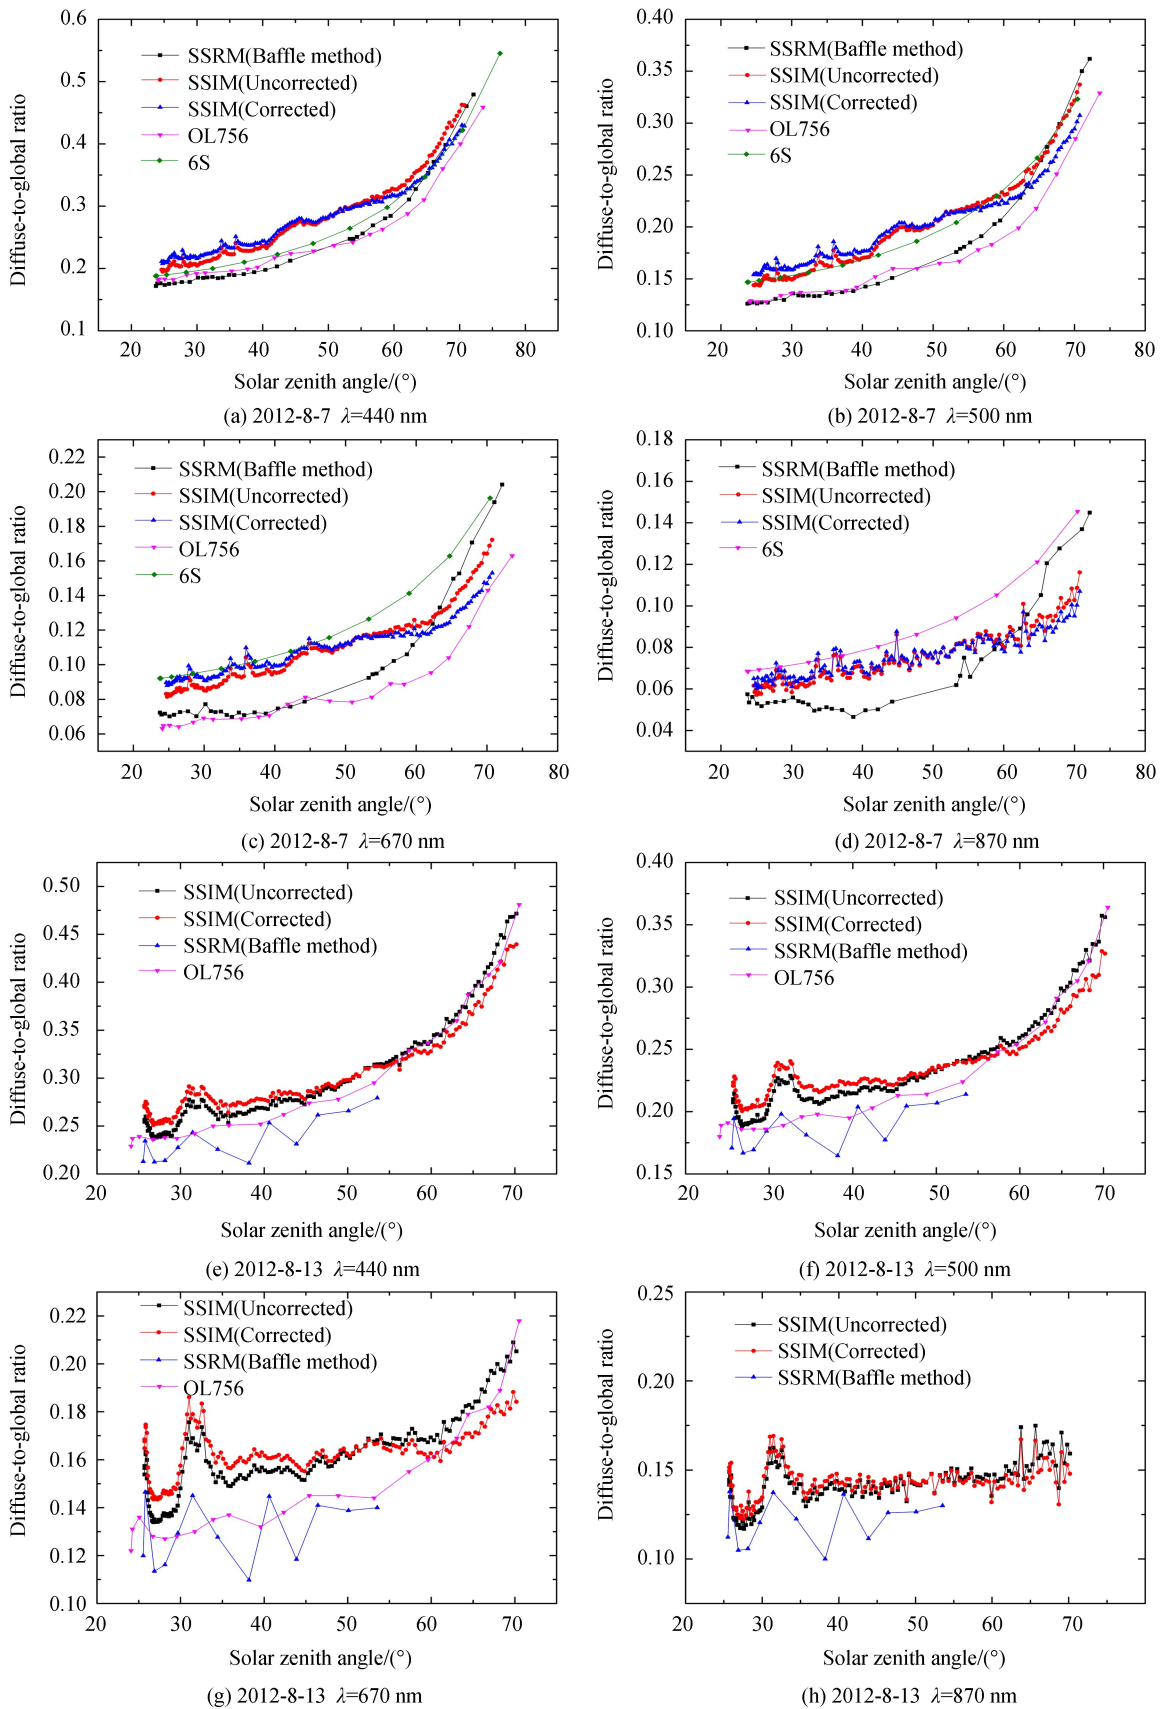 Diffuse-to-global ratio
0.6
0.5
0.4
0.3
0.2
0.1
SSRM(Baffle method)
SSIM(Uncorrected)
SSIM(Corrected)
OL756
6S
20 30 40 50 60 70 80
Solar zenith angle/(°)
(a) 2012-8-7 λ=440 nm
Diffuse-to-global ratio
0.40
0.35
0.30
0.25
0.20
0.15
0.10
SSRM(Baffle method)
SSIM(Uncorrected)
SSIM(Corrected)
OL756
6S
20 30 40 50 60 70 80
Solar zenith angle/(°)
(b) 2012-8-7 λ=500 nm
Diffuse-to-global ratio
0.22
0.20
0.18
0.16
0.14
0.12
0.10
0.08
0.06
SSRM(Baffle method)
SSIM(Uncorrected)
SSIM(Corrected)
OL756
6S
20 30 40 50 60 70 80
Solar zenith angle/(°)
(c) 2012-8-7 λ=670 nm
Diffuse-to-global ratio
0.18
0.16
0.14
0.12
0.10
0.08
0.06
0.04
SSRM(Baffle method)
SSIM(Uncorrected)
SSIM(Corrected)
6S
20 30 40 50 60 70 80
Solar zenith angle/(°)
(d) 2012-8-7 λ=870 nm
Diffuse-to-global ratio
0.50
0.45
0.40
0.35
0.30
0.25
0.20
SSIM(Uncorrected)
SSIM(Corrected)
SSRM(Baffle method)
OL756
20 30 40 50 60 70
Solar zenith angle/(°)
(e) 2012-8-13 λ=440 nm
Diffuse-to-global ratio
0.40
0.35
0.30
0.25
0.20
0.15
SSIM(Uncorrected)
SSIM(Corrected)
SSRM(Baffle method)
OL756
20 30 40 50 60 70
Solar zenith angle/(°)
(f) 2012-8-13 λ=500 nm
Diffuse-to-global ratio
0.22
0.20
0.18
0.16
0.14
0.12
0.10
SSIM(Uncorrected)
SSIM(Corrected)
SSRM(Baffle method)
OL756
20 30 40 50 60 70
Solar zenith angle/(°)
(g) 2012-8-13 λ=670 nm
Diffuse-to-global ratio
0.25
0.20
0.15
0.10
SSIM(Uncorrected)
SSIM(Corrected)
SSRM(Baffle method)
20 30 40 50 60 70
Solar zenith angle/(°)
(h) 2012-8-13 λ=870 nm